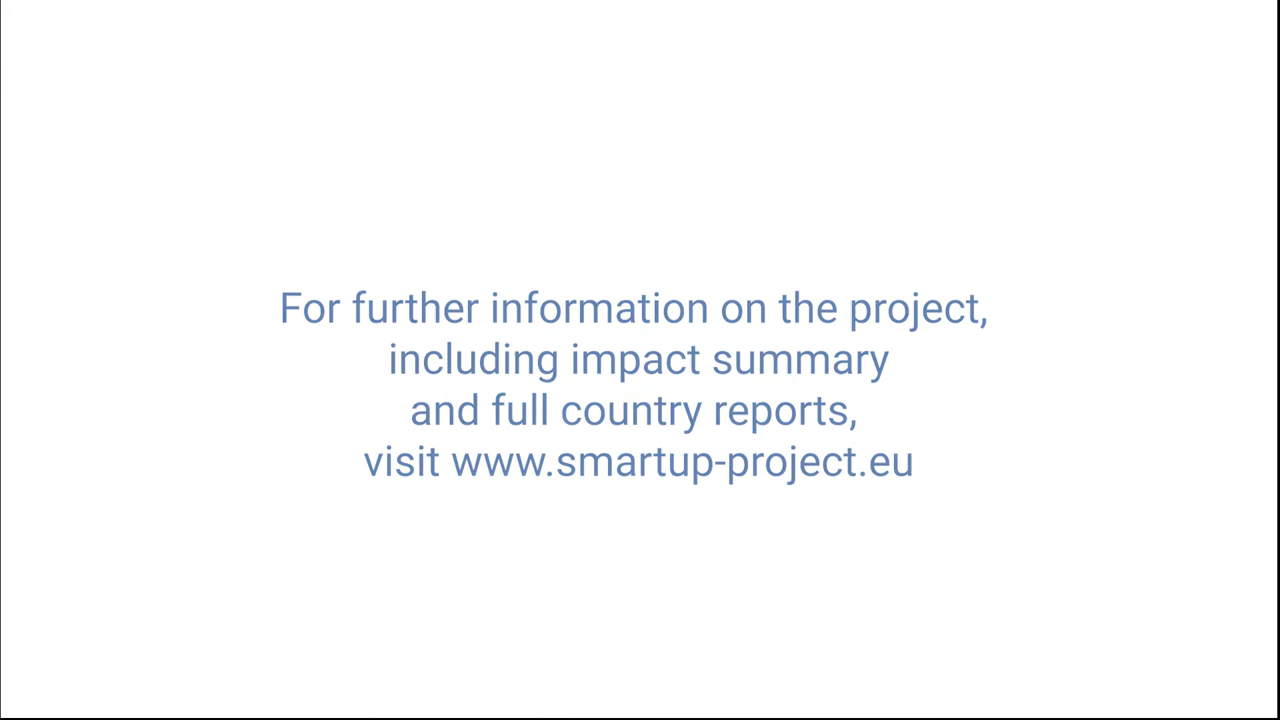 For further information on the project,
including impact summary
and full country reports,
visit www.smartup-project.eu